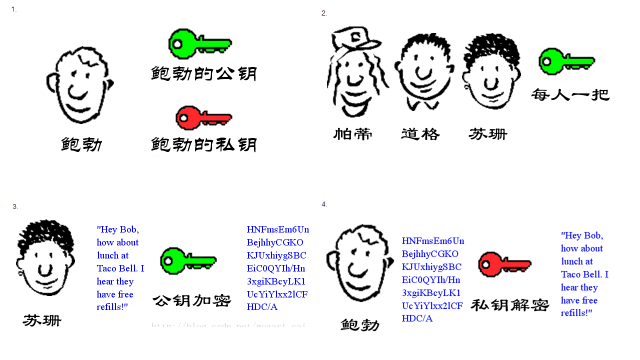 1.
鲍勃的公钥
鲍勃
鲍勃的私钥
2.
每人一把
帕蒂
道格
苏珊
3.
"Hey Bob,
how about
lunch at
Taco Bell. I
hear they
have free
refills!"
公钥加密
HNFmsEm6Un
BejhhyCGKO
KJUxhiygSBC
EiC0QYIh/Hn
3xgiKBcyLK1
UcYiYlxx2lCF
HDC/A
苏珊
4.
HNFmsEm6Un
BejhhyCGKO
KJUxhiygSBC
EiC0QYIh/Hn
3xgiKBcyLK1
UcYiYlxx2lCF
HDC/A
私钥解密
"Hey Bob,
how about
lunch at
Taco Bell. I
hear they
have free
refills!"
鲍勃